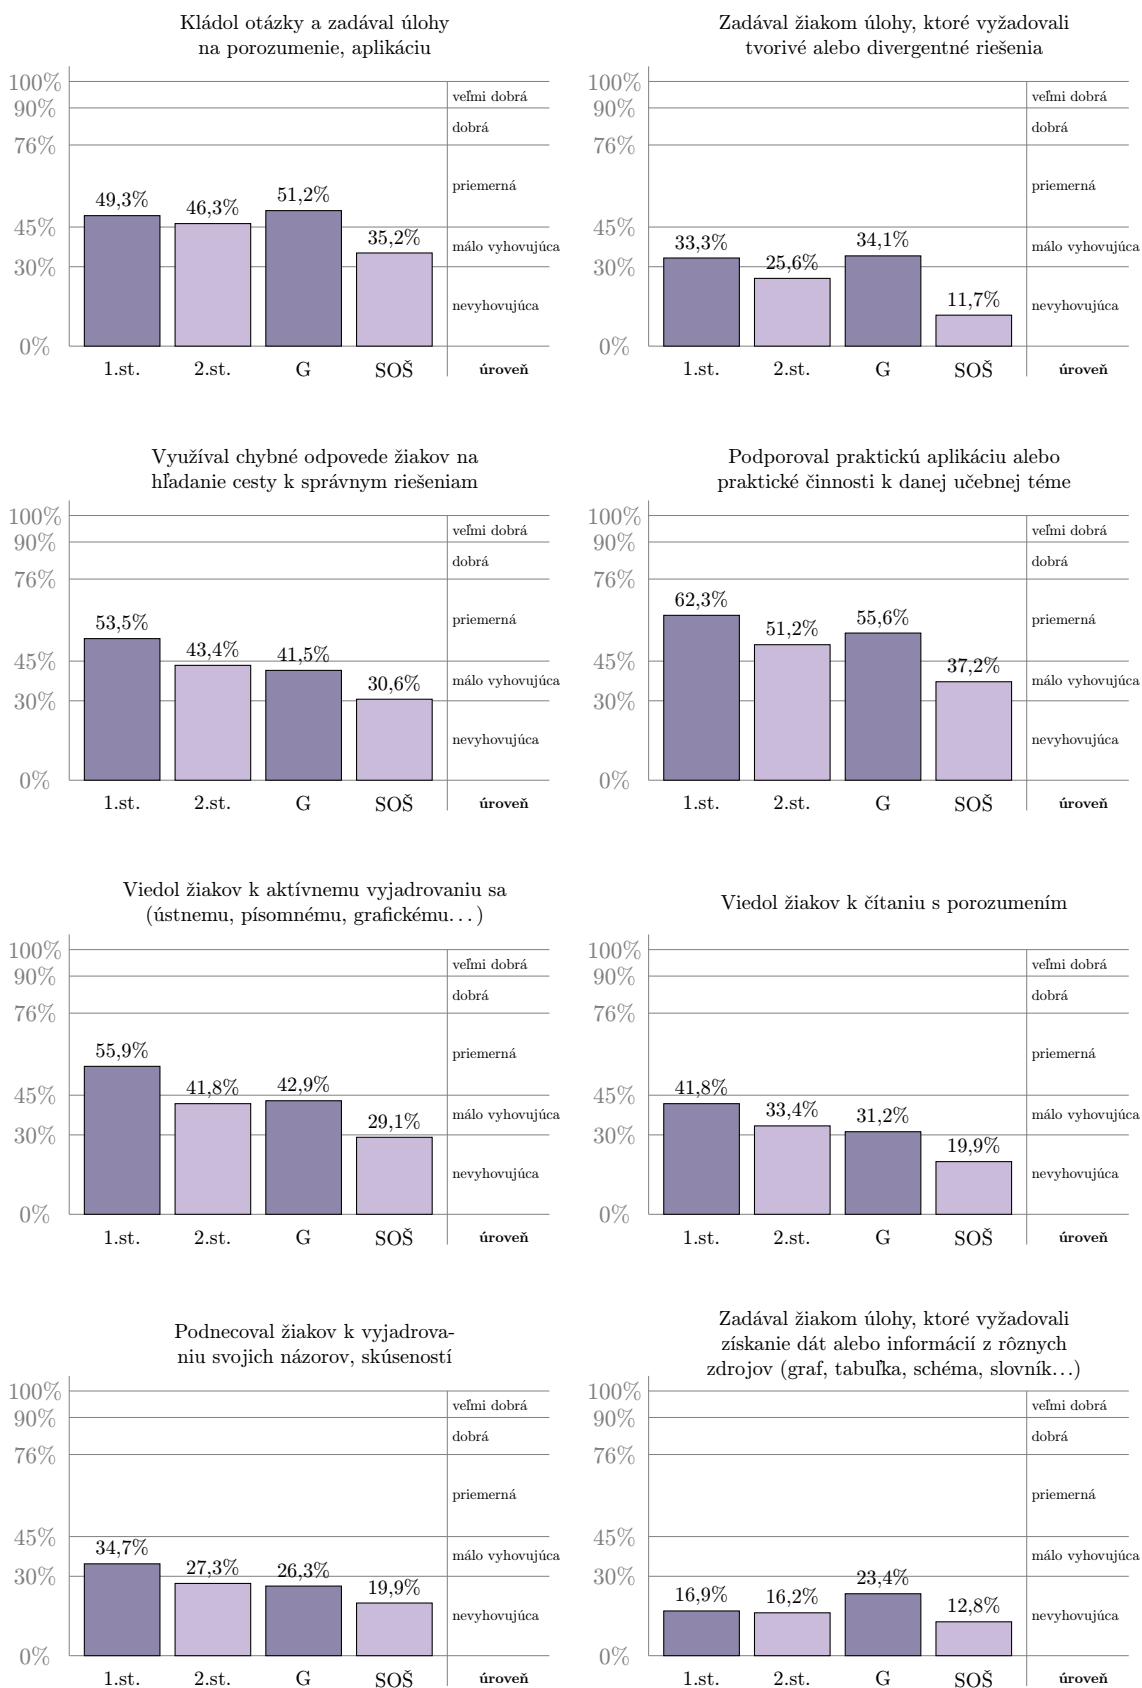 Kládol otázky a zadával úlohy
na porozumenie, aplikáciu
100%
90%
76%
45%
30%
0%
49,3%
46,3%
51,2%
35,2%
veľmi dobrá
dobrá
priemerná
málo vyhovujúca
nevyhovujúca
1.st. 2.st. G SOŠ úroveň
Zadával žiakom úlohy, ktoré vyžadovali
tvorivé alebo divergentné riešenia
100%
90%
76%
45%
30%
0%
33,3%
25,6%
34,1%
11,7%
veľmi dobrá
dobrá
priemerná
málo vyhovujúca
nevyhovujúca
1.st. 2.st. G SOŠ úroveň
Využíval chybné odpovede žiakov na
hľadanie cesty k správnym riešeniam
100%
90%
76%
45%
30%
0%
53,5%
43,4%
41,5%
30,6%
veľmi dobrá
dobrá
priemerná
málo vyhovujúca
nevyhovujúca
1.st. 2.st. G SOŠ úroveň
Podporoval praktickú aplikáciu alebo
praktické činnosti k danej učebnej téme
100%
90%
76%
45%
30%
0%
62,3%
51,2%
55,6%
37,2%
veľmi dobrá
dobrá
priemerná
málo vyhovujúca
nevyhovujúca
1.st. 2.st. G SOŠ úroveň
Viedol žiakov k aktívnemu vyjadrovaniu sa
(ústnemu, písomnému, grafickému...)
100%
90%
76%
45%
30%
0%
55,9%
41,8%
42,9%
29,1%
veľmi dobrá
dobrá
priemerná
málo vyhovujúca
nevyhovujúca
1.st. 2.st. G SOŠ úroveň
Viedol žiakov k čítaniu s porozumením
100%
90%
76%
45%
30%
0%
41,8%
33,4%
31,2%
19,9%
veľmi dobrá
dobrá
priemerná
málo vyhovujúca
nevyhovujúca
1.st. 2.st. G SOŠ úroveň
Podnecoval žiakov k vyjadrova-
niu svojich názorov, skúseností
100%
90%
76%
45%
30%
0%
34,7%
27,3%
26,3%
19,9%
veľmi dobrá
dobrá
priemerná
málo vyhovujúca
nevyhovujúca
1.st. 2.st. G SOŠ úroveň
Zadával žiakom úlohy, ktoré vyžadovali
získanie dát alebo informácií z rôznych
zdrojov (graf, tabuľka, schéma, slovník...)
100%
90%
76%
45%
30%
0%
16,9%
16,2%
23,4%
12,8%
veľmi dobrá
dobrá
priemerná
málo vyhovujúca
nevyhovujúca
1.st. 2.st. G SOŠ úroveň